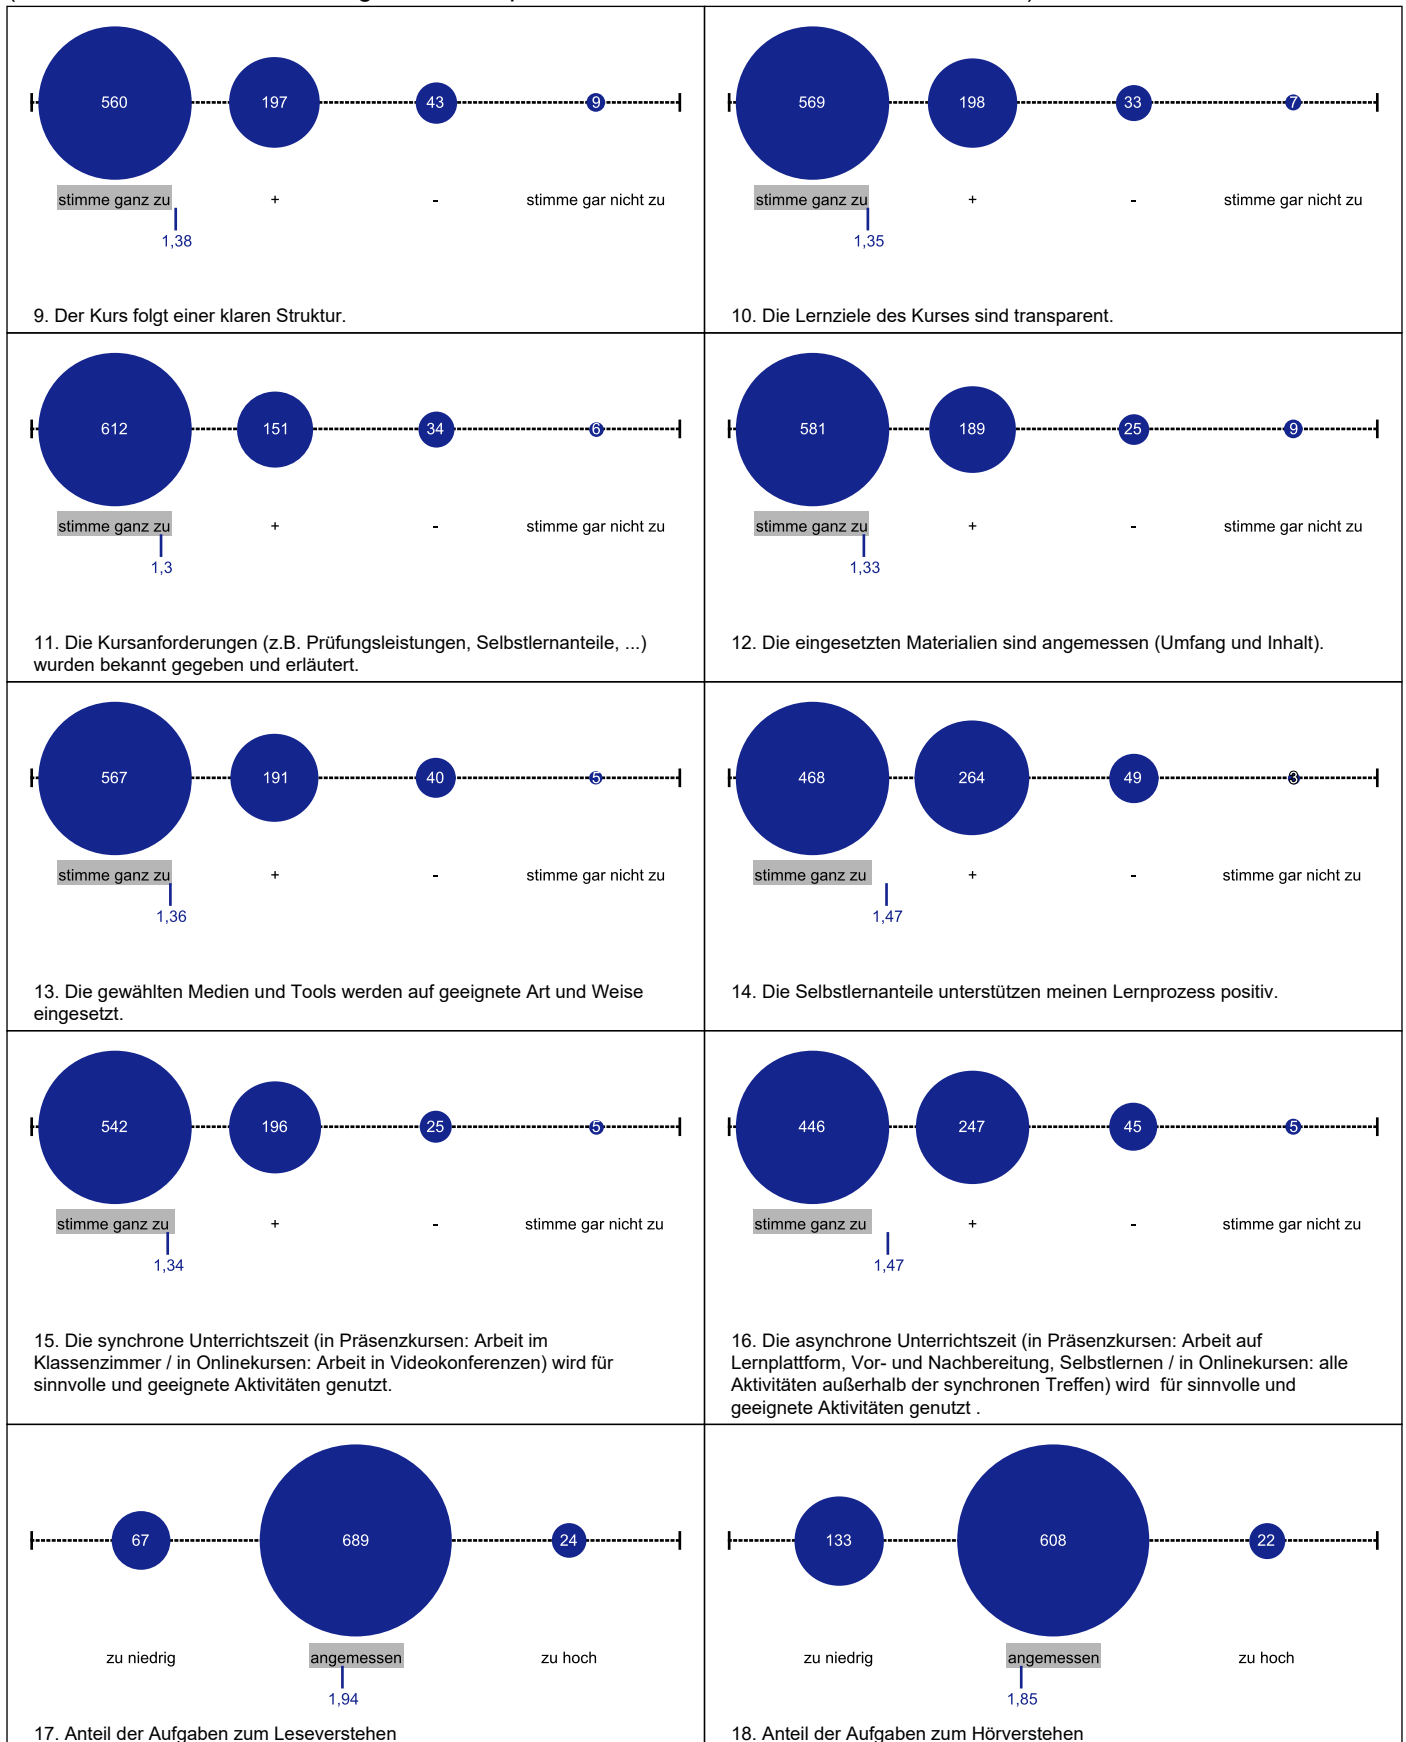 560 197 43 9
stimme ganz zu + - stimme gar nicht zu
1,38
9. Der Kurs folgt einer klaren Struktur.
569 198 33 7
stimme ganz zu + - stimme gar nicht zu
1,35
10. Die Lernziele des Kurses sind transparent.
612 151 34 6
stimme ganz zu + - stimme gar nicht zu
1,3
11. Die Kursanforderungen (z.B. Prüfungsleistungen, Selbstlernanteile, ...)
wurden bekannt gegeben und erläutert.
581 189 25 9
stimme ganz zu + - stimme gar nicht zu
1,33
12. Die eingesetzten Materialien sind angemessen (Umfang und Inhalt).
567 191 40 5
stimme ganz zu + - stimme gar nicht zu
1,36
13. Die gewählten Medien und Tools werden auf geeignete Art und Weise
eingesetzt.
468 264 49 3
stimme ganz zu + - stimme gar nicht zu
1,47
14. Die Selbstlernanteile unterstützen meinen Lernprozess positiv.
542 196 25 5
stimme ganz zu + - stimme gar nicht zu
1,34
15. Die synchrone Unterrichtszeit (in Präsenzkursen: Arbeit im
Klassenzimmer / in Onlinekursen: Arbeit in Videokonferenzen) wird für
sinnvolle und geeignete Aktivitäten genutzt.
446 247 45 5
stimme ganz zu + - stimme gar nicht zu
1,47
16. Die asynchrone Unterrichtszeit (in Präsenzkursen: Arbeit auf
Lernplattform, Vor- und Nachbereitung, Selbstlernen / in Onlinekursen: alle
Aktivitäten außerhalb der synchronen Treffen) wird  für sinnvolle und
geeignete Aktivitäten genutzt .
67 689 24
zu niedrig angemessen zu hoch
1,94
17. Anteil der Aufgaben zum Leseverstehen
133 608 22
zu niedrig angemessen zu hoch
1,85
18. Anteil der Aufgaben zum Hörverstehen